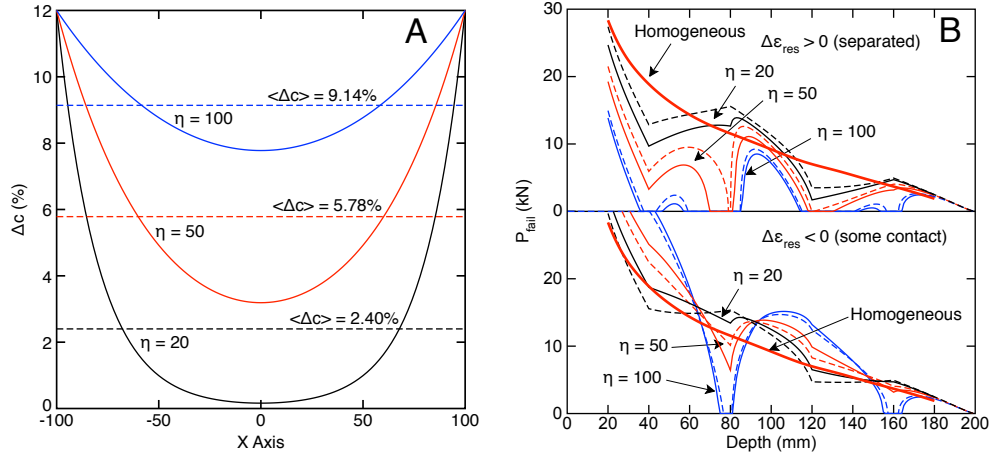 A
12
10
8
6
4
2
0
Δc (%)
<Δc> = 9.14%
η = 100
<Δc> = 5.78%
η = 50
<Δc> = 2.40%
η = 20
-100 -50 0 50 100
X Axis
B
30
20
10
0
20
10
0
P_fail (kN)
Homogeneous
Δε_res > 0 (separated)
η = 20
η = 50
η = 100
Δε_res < 0 (some contact)
η = 20
Homogeneous
η = 50
η = 100
0 20 40 60 80 100 120 140 160 180 200
Depth (mm)